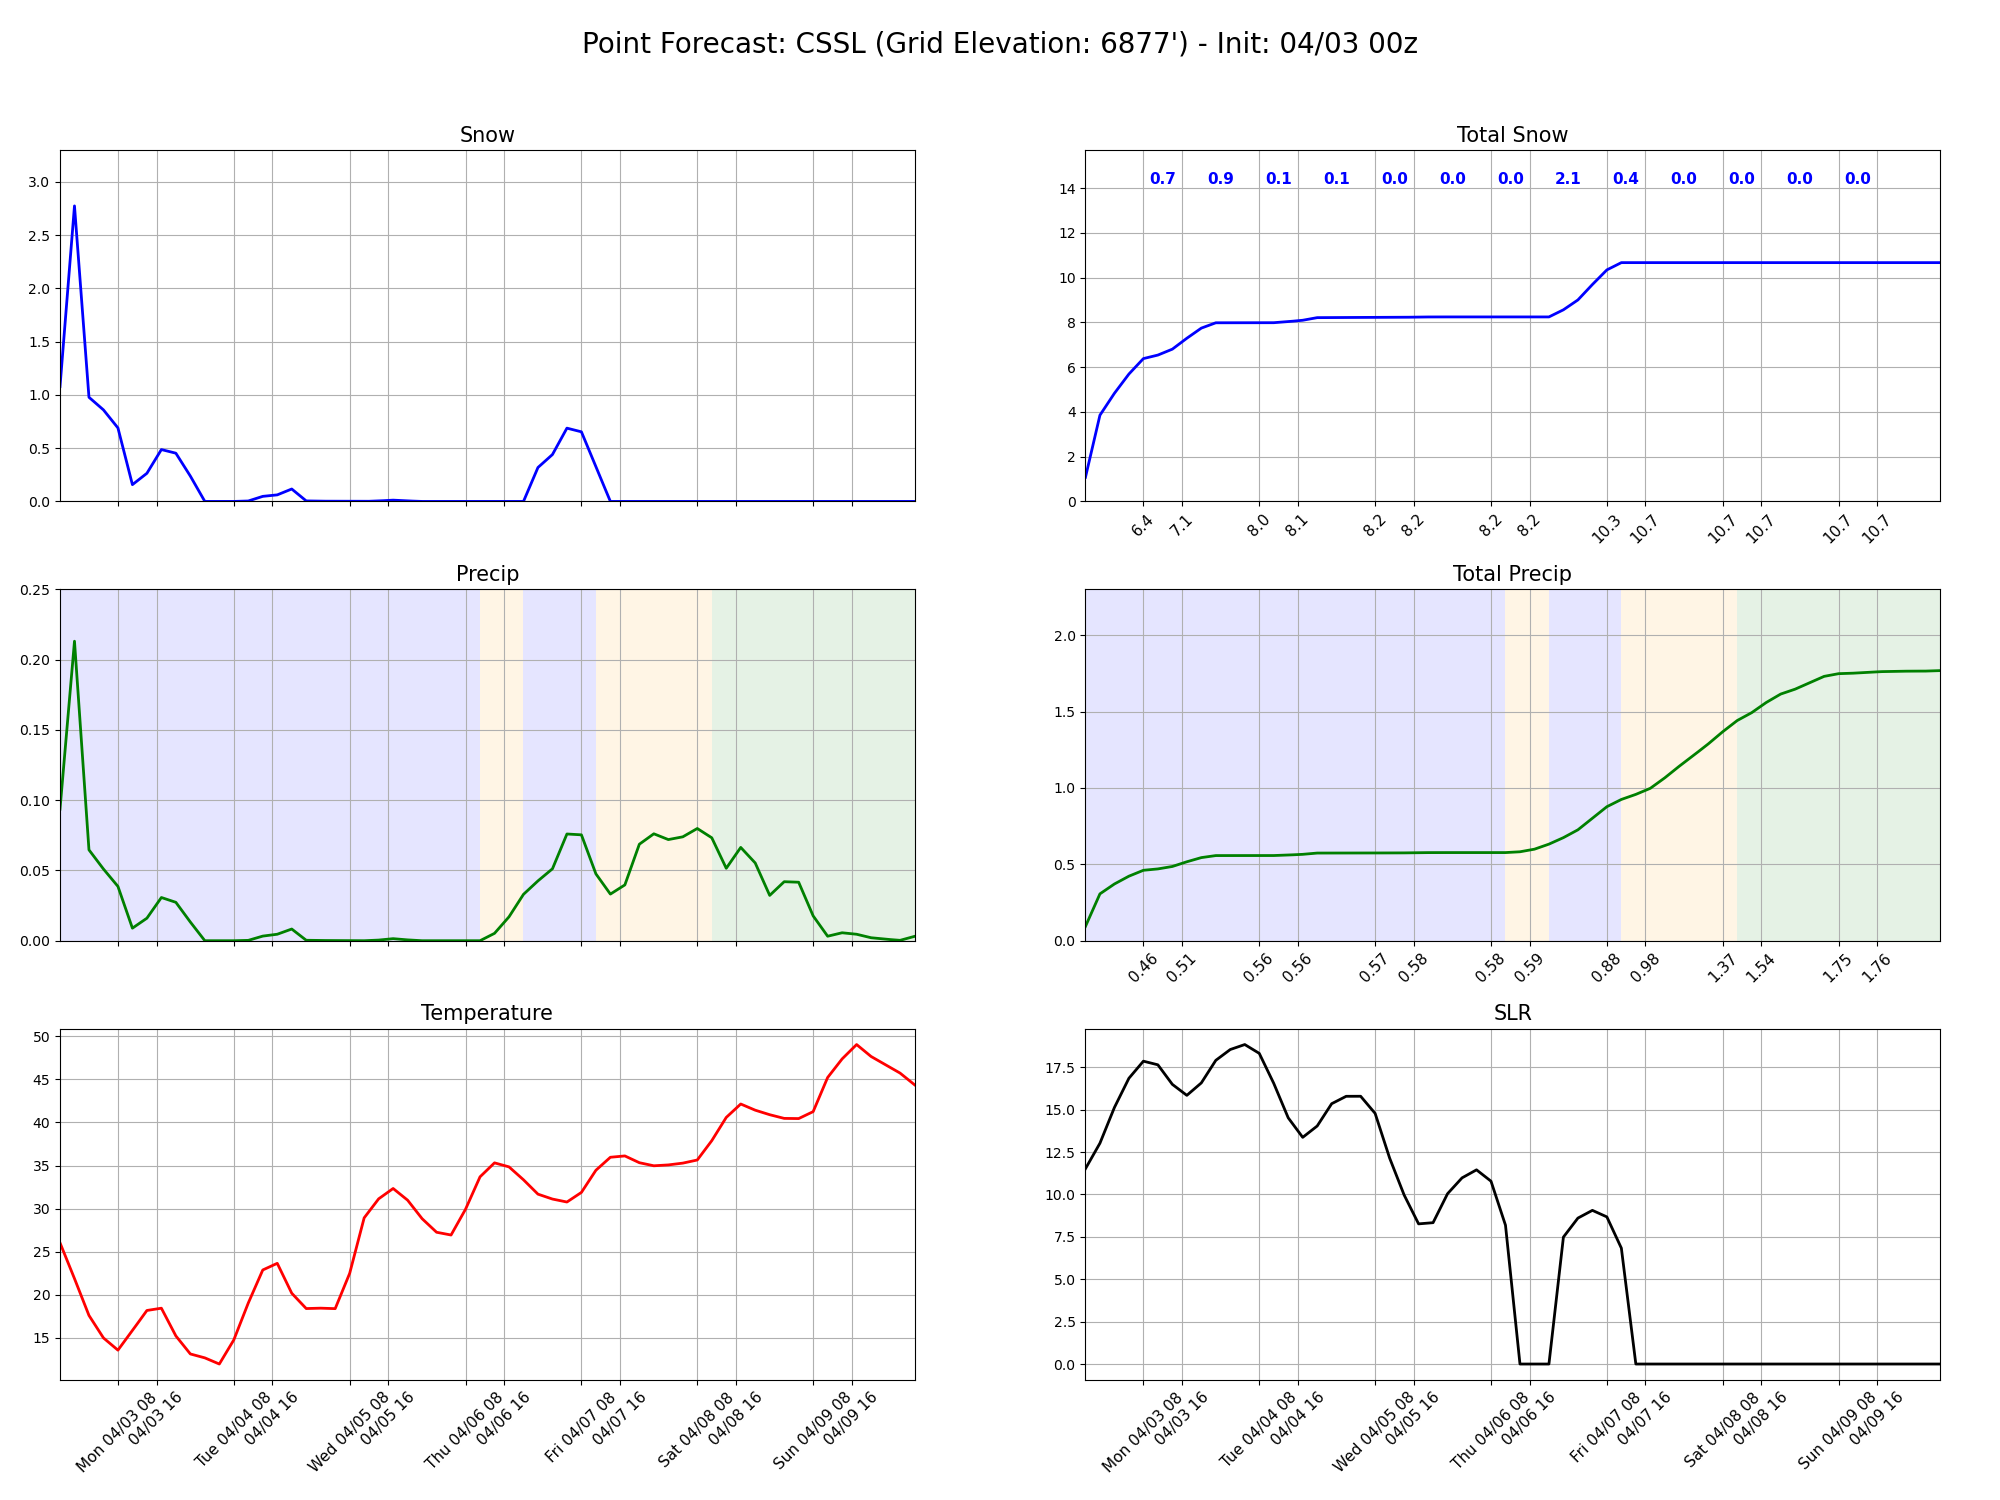 Point Forecast: CSSL (Grid Elevation: 6877') - Init: 04/03 00z
Snow
3.0
2.5
2.0
1.5
1.0
0.5
0.0
Total Snow
0.7 0.9 0.1 0.1 0.0 0.0 0.0 2.1 0.4 0.0 0.0 0.0 0.0
14
12
10
8
6
4
2
0
6.4 7.1 8.0 8.1 8.2 8.2 8.2 8.2 10.3 10.7 10.7 10.7 10.7 10.7
Precip
0.25
0.20
0.15
0.10
0.05
0.00
Total Precip
2.0
1.5
1.0
0.5
0.0
0.46 0.51 0.56 0.56 0.57 0.58 0.58 0.59 0.88 0.98 1.37 1.54 1.75 1.76
Temperature
50
45
40
35
30
25
20
15
Mon 04/03 08
04/03 16
Tue 04/04 08
04/04 16
Wed 04/05 08
04/05 16
Thu 04/06 08
04/06 16
Fri 04/07 08
04/07 16
Sat 04/08 08
04/08 16
Sun 04/09 08
04/09 16
SLR
17.5
15.0
12.5
10.0
7.5
5.0
2.5
0.0
Mon 04/03 08
04/03 16
Tue 04/04 08
04/04 16
Wed 04/05 08
04/05 16
Thu 04/06 08
04/06 16
Fri 04/07 08
04/07 16
Sat 04/08 08
04/08 16
Sun 04/09 08
04/09 16